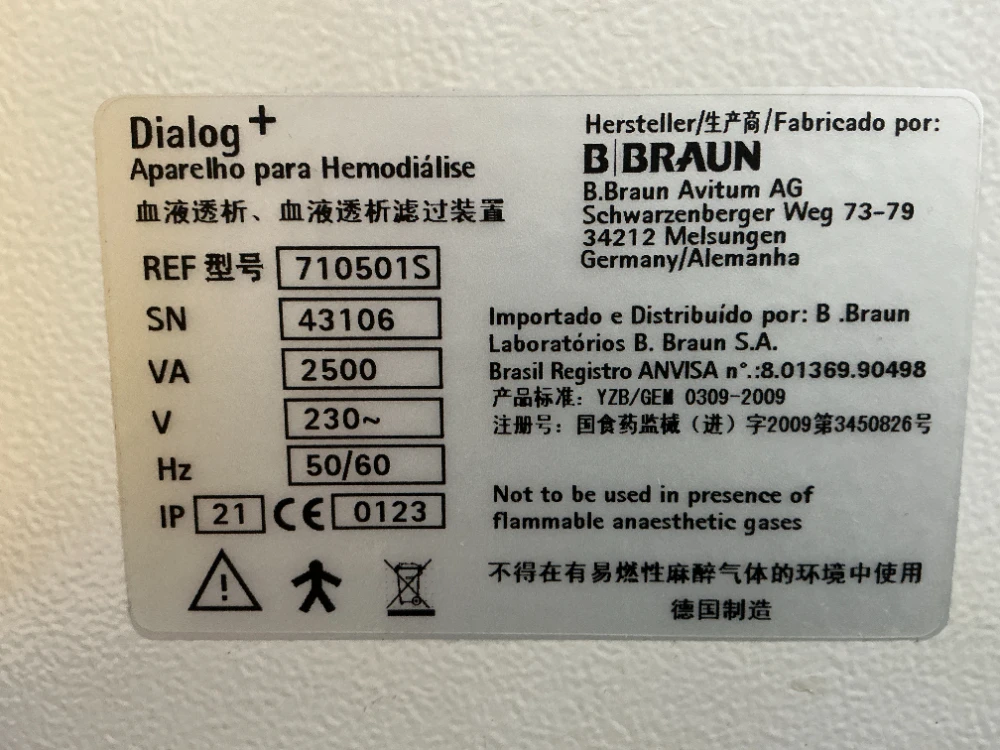 Dialog+
Aparelho para Hemodiálise
血液透析、血液透析滤过装置
REF 型号 710501S
SN 43106
VA 2500
V 230~
Hz 50/60
IP 21 CE 0123
Hersteller/生产商/Fabricado por:
B|BRAUN
B.Braun Avitum AG
Schwarzenberger Weg 73-79
34212 Melsungen
Germany/Alemanha
Importado e Distribuído por: B .Braun
Laboratórios B. Braun S.A.
Brasil Registro ANVISA n°.:8.01369.90498
产品标准: YZB/GEM 0309-2009
注册号: 国食药监械（进）字2009第3450826号
Not to be used in presence of
flammable anaesthetic gases
不得在有易燃性麻醉气体的环境中使用
德国制造